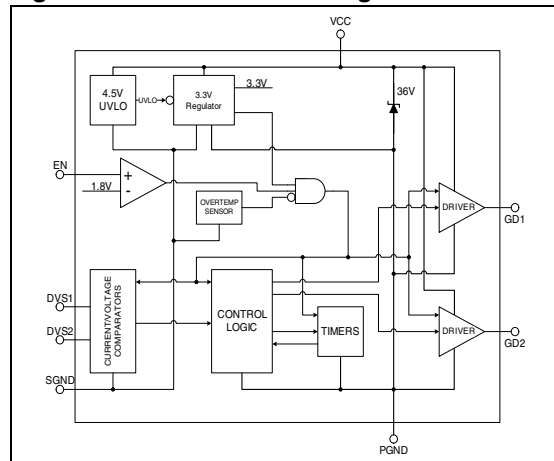 VCC
4.5V
UVLO
UVLO
3.3V
Regulator
3.3V
36V
EN
+
-
1.8V
OVERTEMP
SENSOR
DRIVER
GD1
DVS1
DVS2
CURRENT/VOLTAGE
COMPARATORS
CONTROL
LOGIC
TIMERS
DRIVER
GD2
SGND
PGND